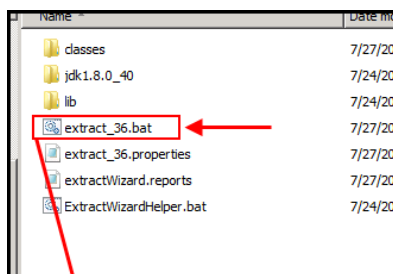 Name Date mo
classes 7/27/20
jdk1.8.0_40 7/24/20
lib 7/24/20
extract_36.bat 7/27/20
extract_36.properties 7/27/20
extractWizard.reports 7/27/20
ExtractWizardHelper.bat 7/24/20